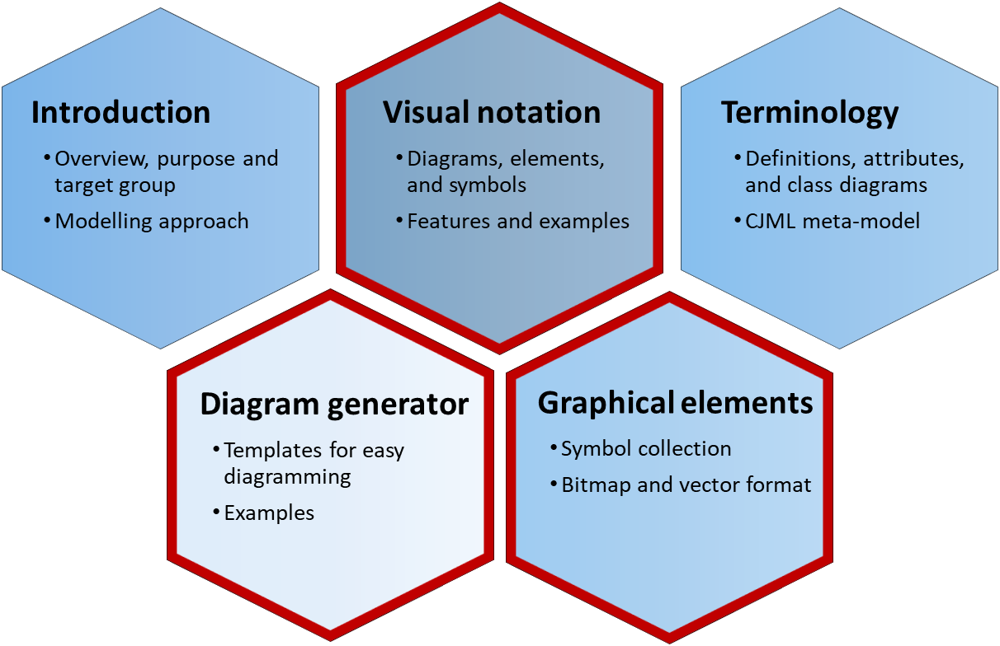 Introduction
• Overview, purpose and
target group
• Modelling approach
Visual notation
• Diagrams, elements,
and symbols
• Features and examples
Terminology
• Definitions, attributes,
and class diagrams
• CJML meta-model
Diagram generator
• Templates for easy
diagramming
• Examples
Graphical elements
• Symbol collection
• Bitmap and vector format